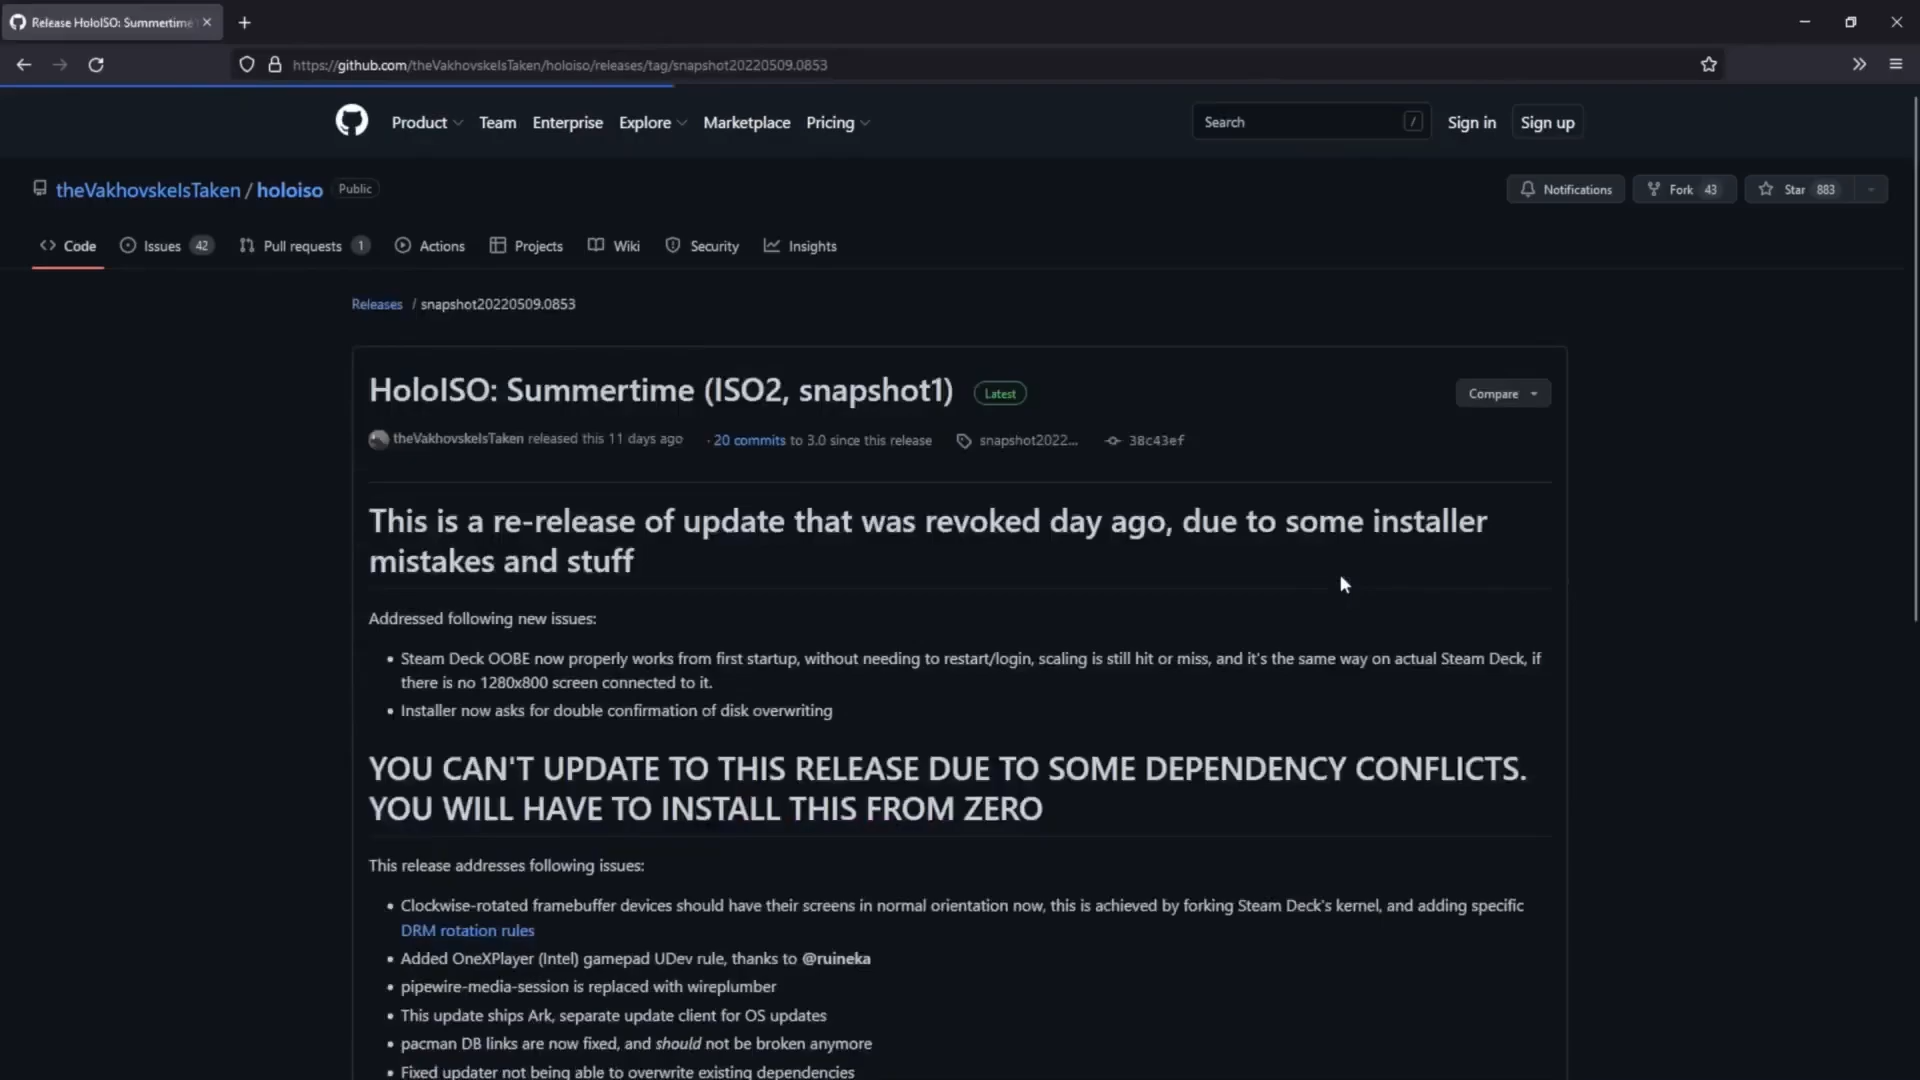 Release HoloISO: Summertime
https://github.com/theVakhovskeIsTaken/holoiso/releases/tag/snapshot20220509.0853
Product Team Enterprise Explore Marketplace Pricing Search / Sign in Sign up
theVakhovskeIsTaken / holoiso Public Notifications Fork 43 Star 883
Code Issues 42 Pull requests 1 Actions Projects Wiki Security Insights
Releases / snapshot20220509.0853
HoloISO: Summertime (ISO2, snapshot1) Latest Compare
theVakhovskeIsTaken released this 11 days ago · 20 commits to 3.0 since this release snapshot2022... 38c43ef
This is a re-release of update that was revoked day ago, due to some installer
mistakes and stuff
Addressed following new issues:
• Steam Deck OOBE now properly works from first startup, without needing to restart/login, scaling is still hit or miss, and it's the same way on actual Steam Deck, if
there is no 1280x800 screen connected to it.
• Installer now asks for double confirmation of disk overwriting
YOU CAN'T UPDATE TO THIS RELEASE DUE TO SOME DEPENDENCY CONFLICTS.
YOU WILL HAVE TO INSTALL THIS FROM ZERO
This release addresses following issues:
• Clockwise-rotated framebuffer devices should have their screens in normal orientation now, this is achieved by forking Steam Deck's kernel, and adding specific
DRM rotation rules
• Added OneXPlayer (Intel) gamepad UDev rule, thanks to @ruineka
• pipewire-media-session is replaced with wireplumber
• This update ships Ark, separate update client for OS updates
• pacman DB links are now fixed, and should not be broken anymore
• Fixed updater not being able to overwrite existing dependencies